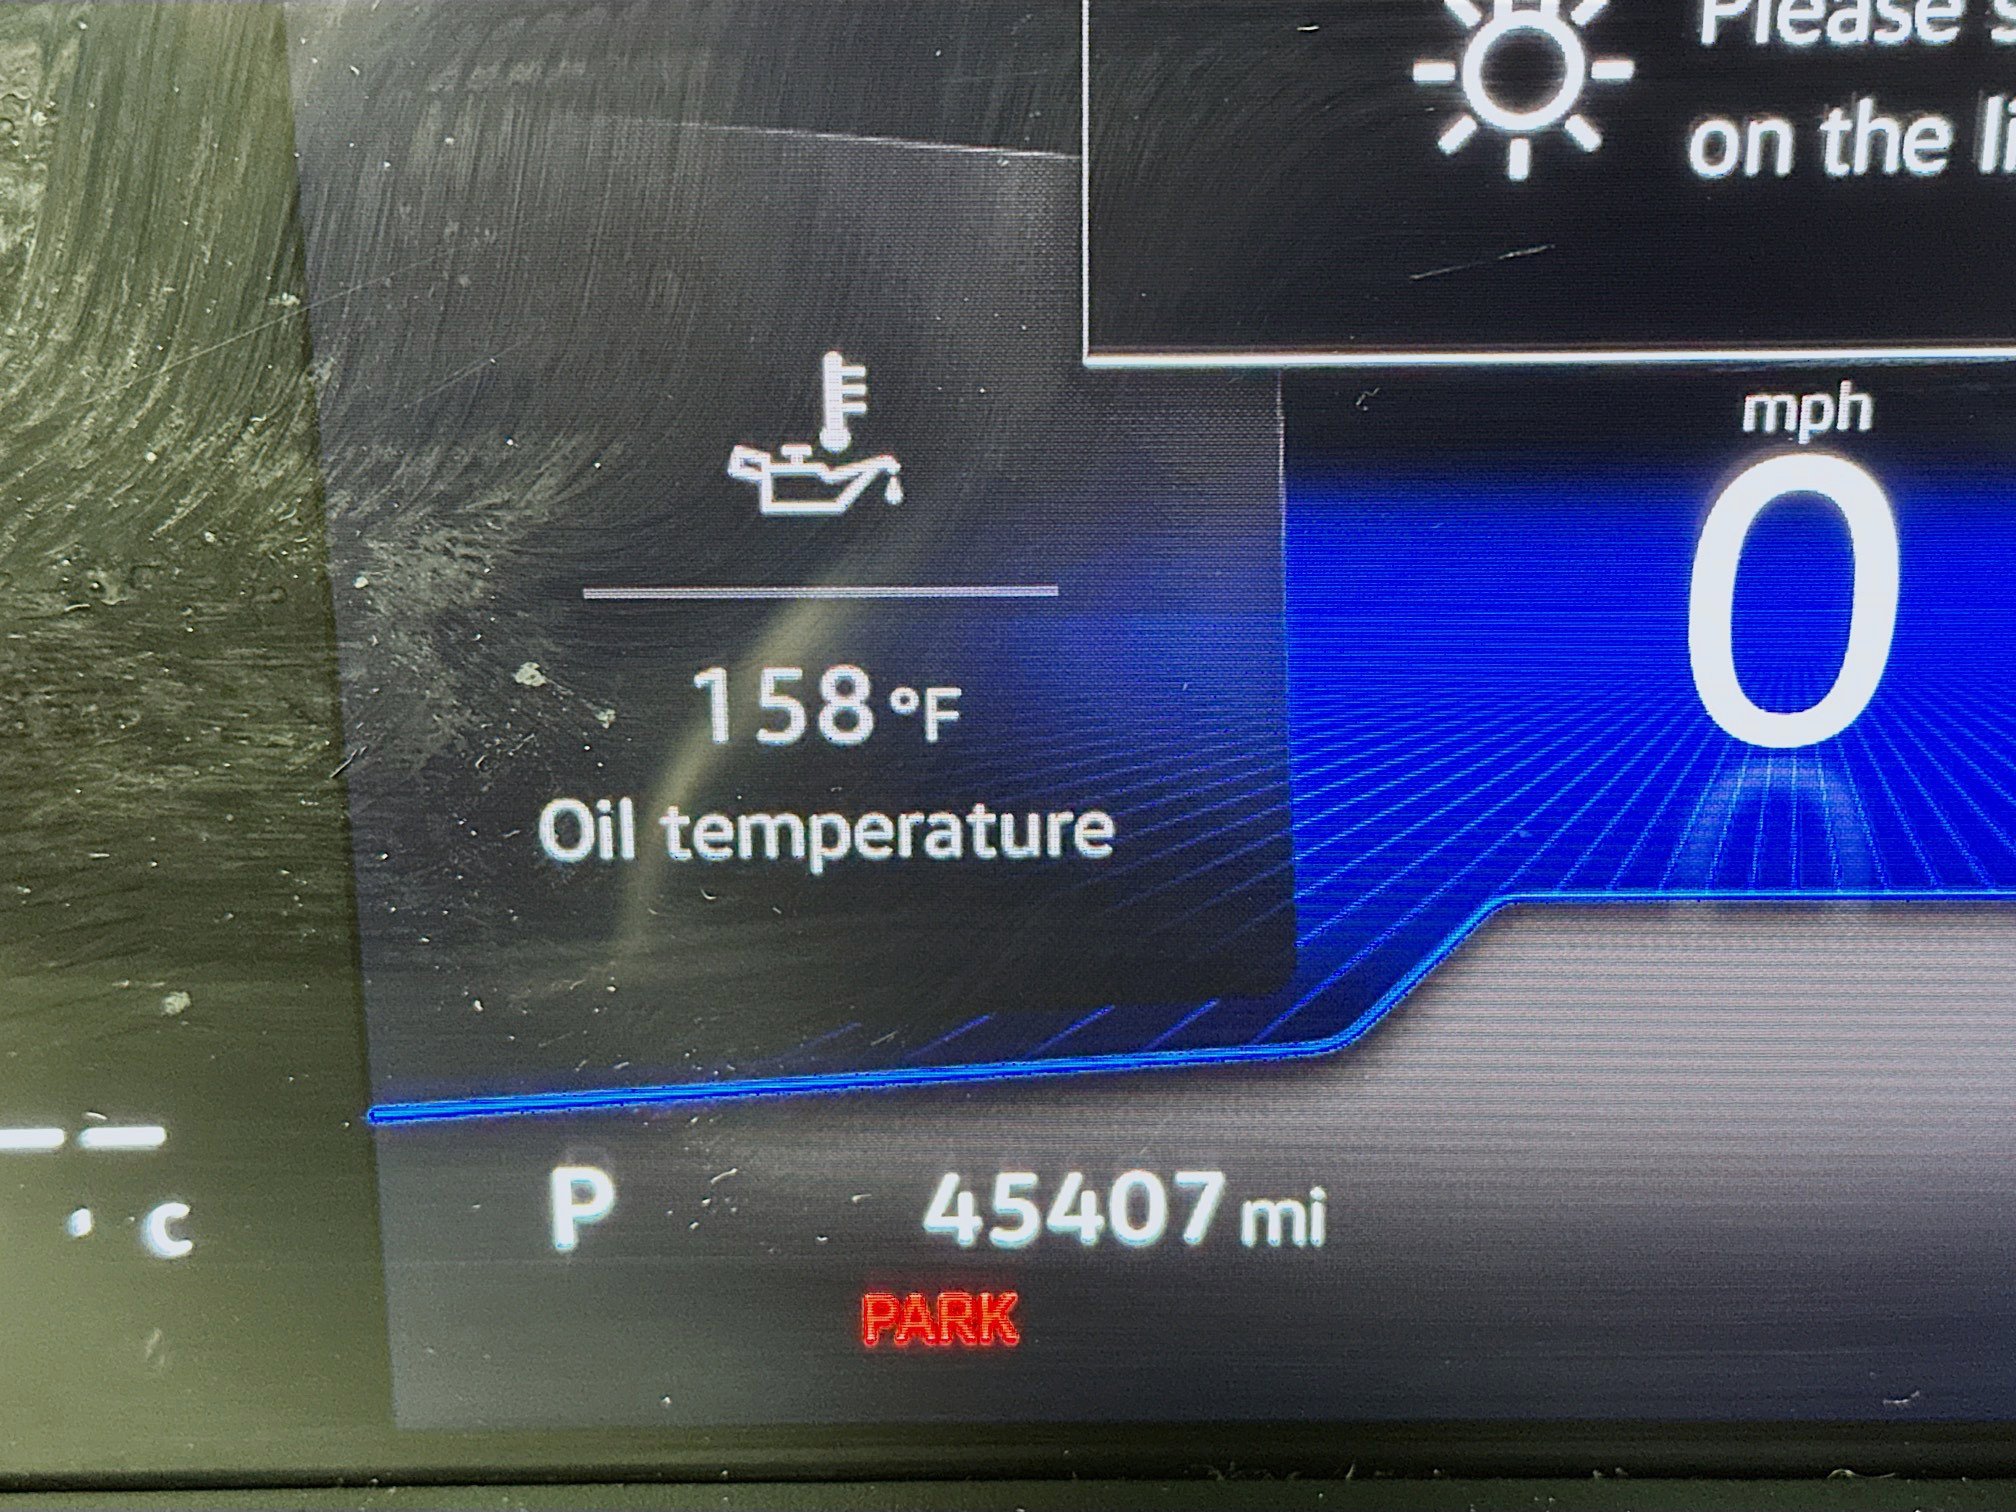 Please
on the
mph
0
158 °F
Oil temperature
C
P 45407 mi
PARK